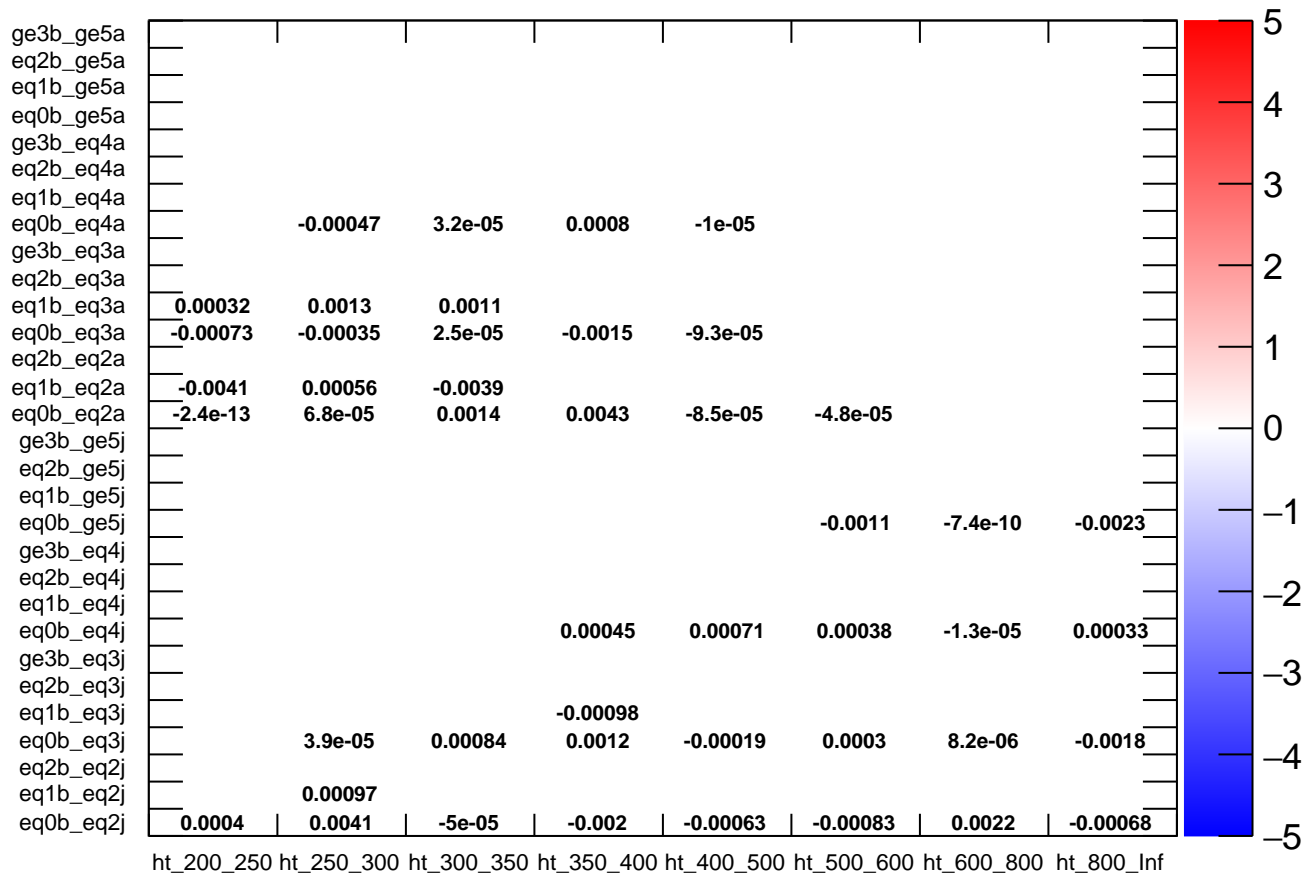 ge3b_ge5a
eq2b_ge5a
eq1b_ge5a
eq0b_ge5a
ge3b_eq4a
eq2b_eq4a
eq1b_eq4a
eq0b_eq4a -0.00047 3.2e-05 0.0008 -1e-05
ge3b_eq3a
eq2b_eq3a
eq1b_eq3a 0.00032 0.0013 0.0011
eq0b_eq3a -0.00073 -0.00035 2.5e-05 -0.0015 -9.3e-05
eq2b_eq2a
eq1b_eq2a -0.0041 0.00056 -0.0039
eq0b_eq2a -2.4e-13 6.8e-05 0.0014 0.0043 -8.5e-05 -4.8e-05
ge3b_ge5j
eq2b_ge5j
eq1b_ge5j
eq0b_ge5j -0.0011 -7.4e-10 -0.0023
ge3b_eq4j
eq2b_eq4j
eq1b_eq4j
eq0b_eq4j 0.00045 0.00071 0.00038 -1.3e-05 0.00033
ge3b_eq3j
eq2b_eq3j
eq1b_eq3j -0.00098
eq0b_eq3j 3.9e-05 0.00084 0.0012 -0.00019 0.0003 8.2e-06 -0.0018
eq2b_eq2j
eq1b_eq2j 0.00097
eq0b_eq2j 0.0004 0.0041 -5e-05 -0.002 -0.00063 -0.00083 0.0022 -0.00068
ht_200_250 ht_250_300 ht_300_350 ht_350_400 ht_400_500 ht_500_600 ht_600_800 ht_800_Inf
5
4
3
2
1
0
−1
−2
−3
−4
−5